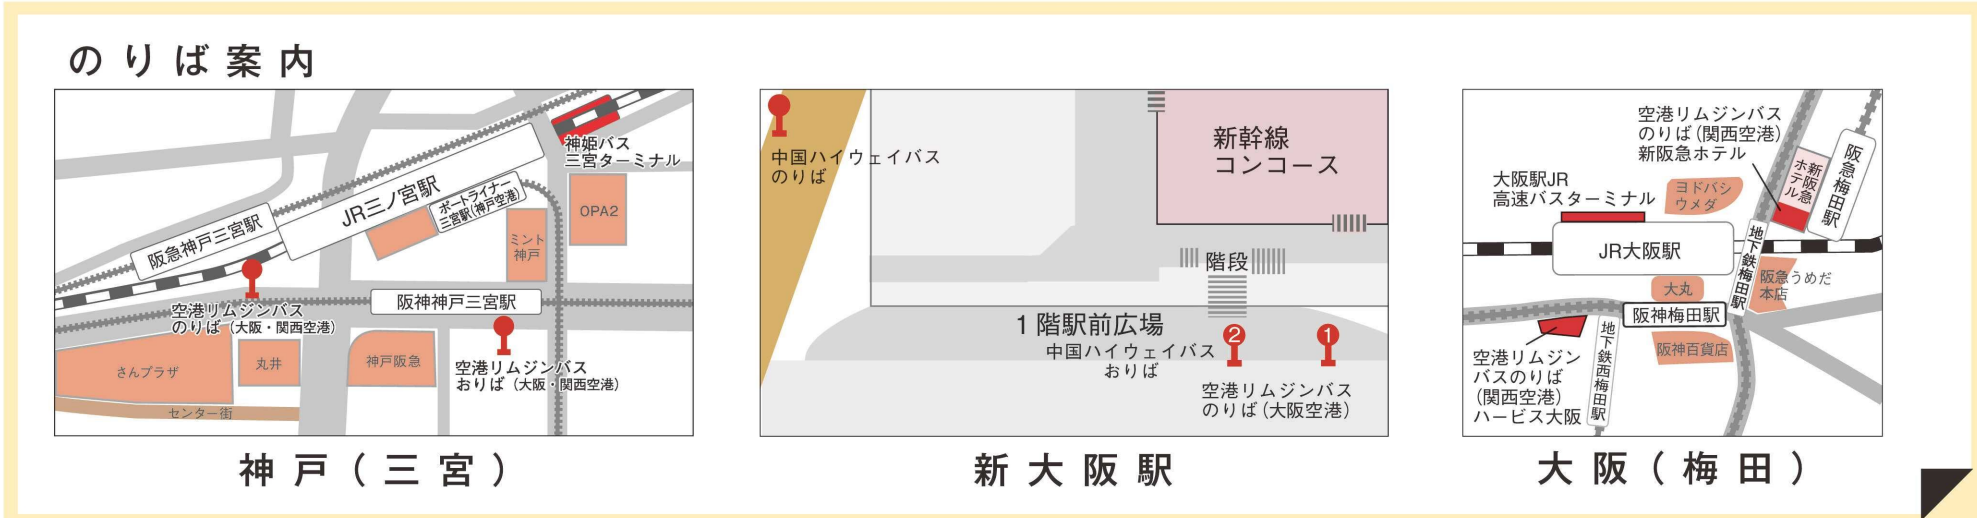 のりば案内
神姫バス
三宮ターミナル
JR三ノ宮駅
ポートライナー
三宮駅(神戸空港)
OPA2
ミント
神戸
阪急神戸三宮駅
阪神神戸三宮駅
空港リムジンバス
のりば(大阪・関西空港)
さんプラザ
丸井
神戸阪急
空港リムジンバス
おりば(大阪・関西空港)
センター街
神戸(三宮)
中国ハイウェイバス
のりば
新幹線
コンコース
階段
1階駅前広場
中国ハイウェイバス
おりば
2
1
空港リムジンバス
のりば(大阪空港)
新大阪駅
空港リムジンバス
のりば(関西空港)
新阪急ホテル
大阪駅JR
高速バスターミナル
ヨドバシ
ウメダ
新阪急
ホテル
阪急梅田駅
JR大阪駅
地下鉄梅田駅
阪急うめだ
本店
大丸
阪神梅田駅
阪神百貨店
地下鉄西梅田駅
空港リムジン
バスのりば
(関西空港)
ハービス大阪
大阪(梅田)